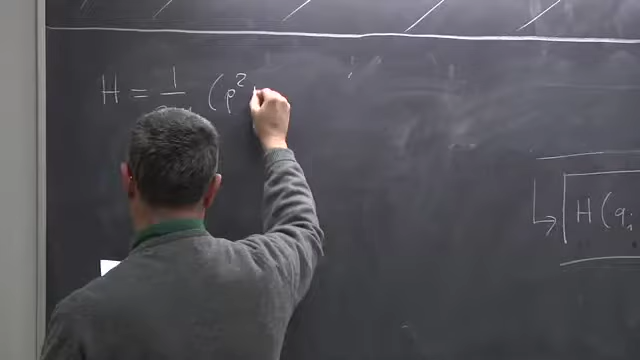 H = 1/ (p²
H(q,